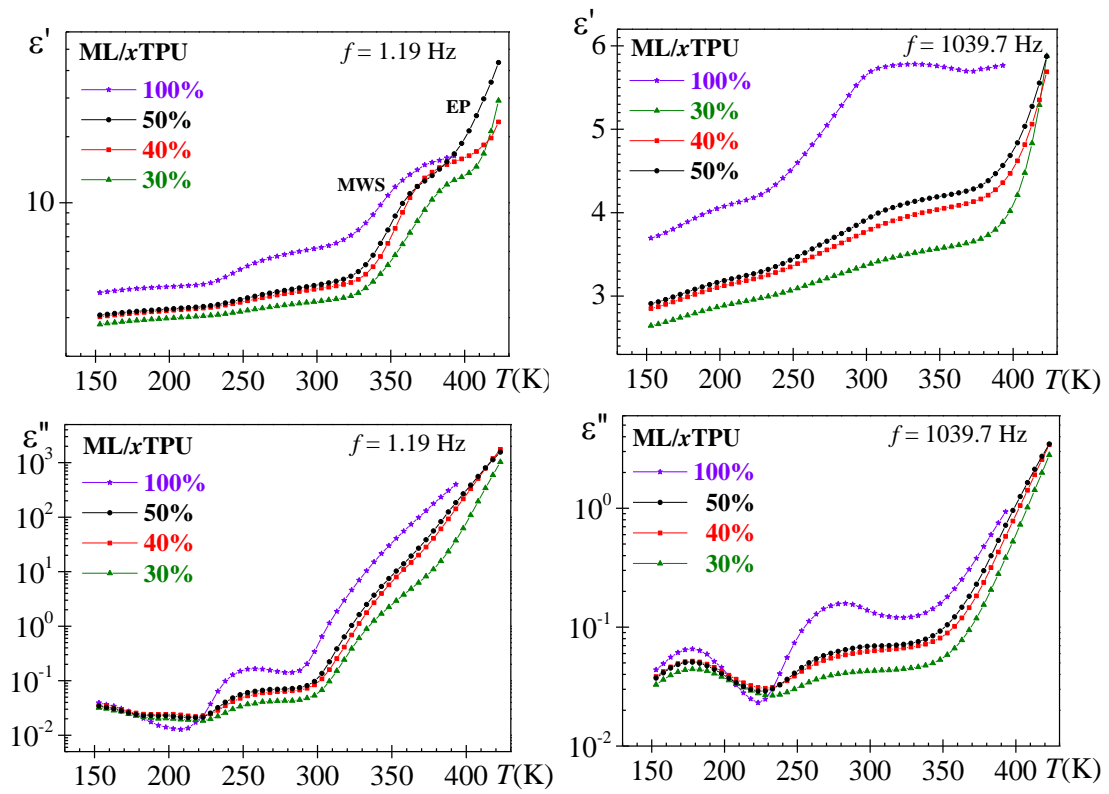 ε'
ML/xTPU
f = 1.19 Hz
100%
50%
40%
30%
EP
MWS
10
150 200 250 300 350 400 T(K)
ε'
ML/xTPU
f = 1039.7 Hz
100%
30%
40%
50%
6
5
4
3
150 200 250 300 350 400 T(K)
ε"
ML/xTPU
f = 1.19 Hz
100%
50%
40%
30%
10³
10²
10¹
10⁰
10⁻¹
10⁻²
150 200 250 300 350 400 T(K)
ε"
ML/xTPU
f = 1039.7 Hz
100%
50%
40%
30%
10⁰
10⁻¹
10⁻²
150 200 250 300 350 400 T(K)